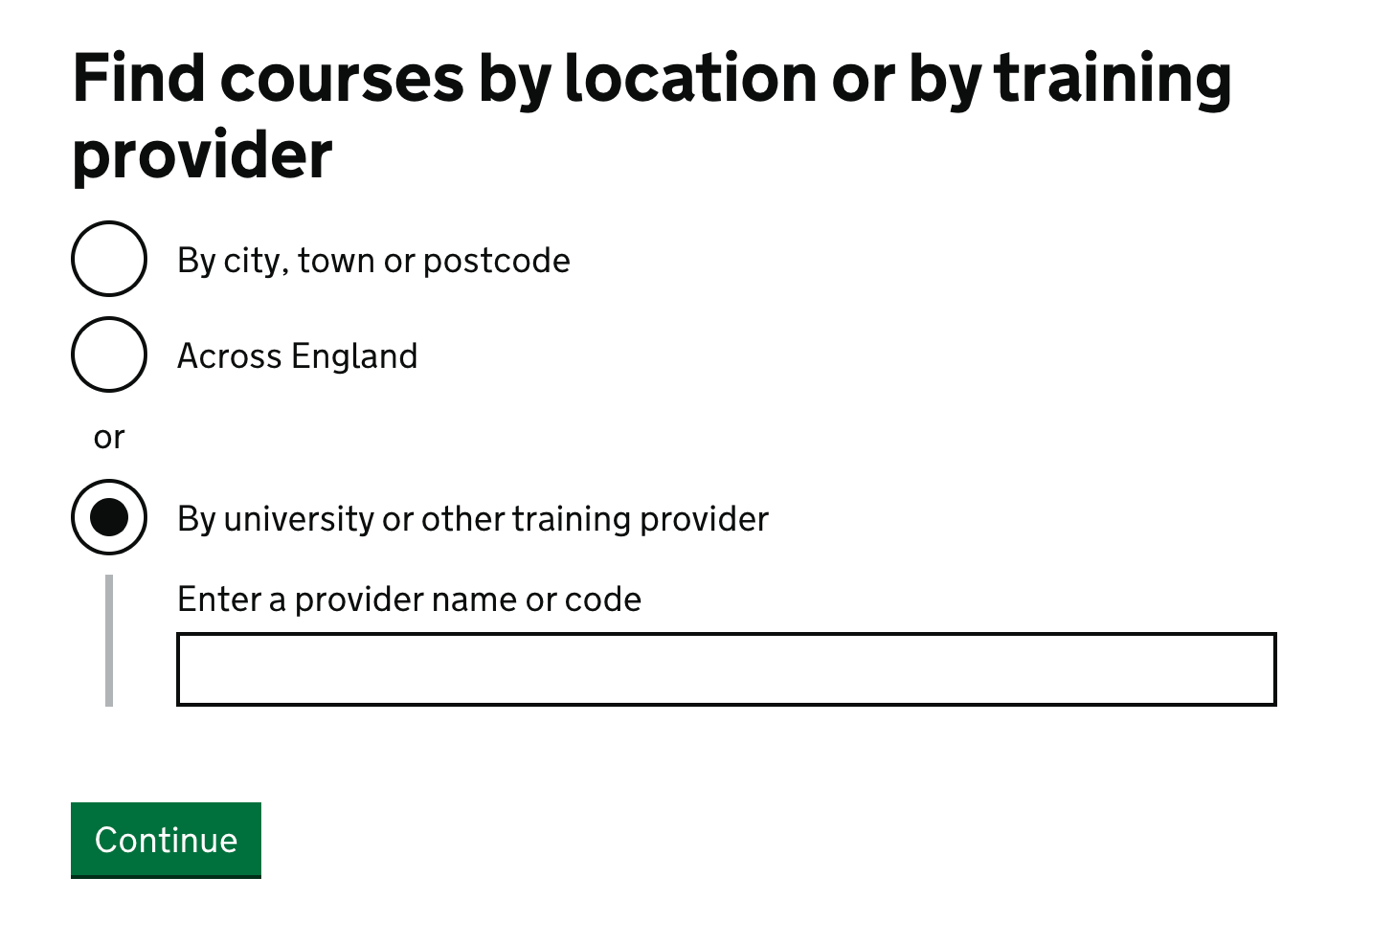 Find courses by location or by training
provider
By city, town or postcode
Across England
or
By university or other training provider
Enter a provider name or code
Continue